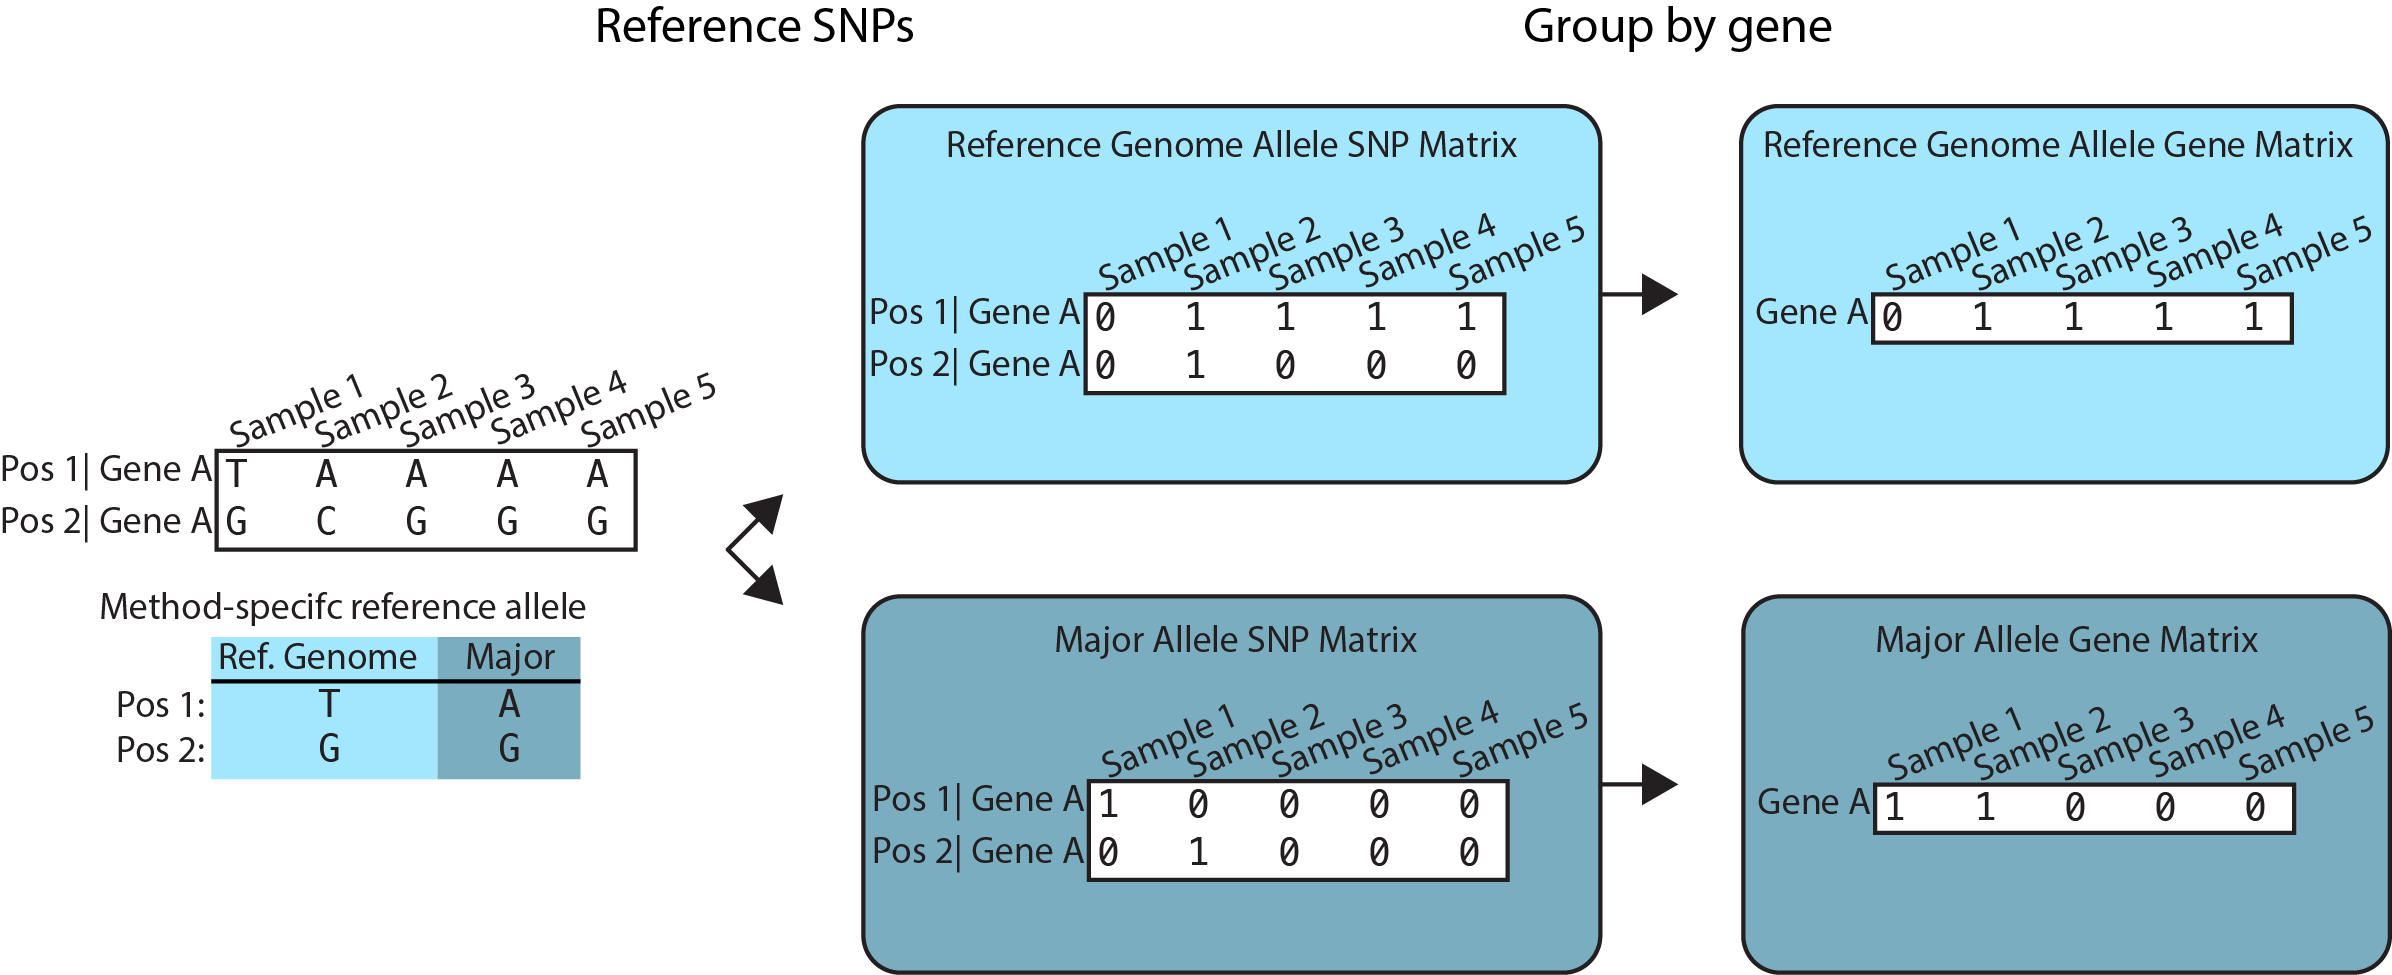 Reference SNPs
Group by gene
Reference Genome Allele SNP Matrix
Sample 1 Sample 2 Sample 3 Sample 4 Sample 5
Pos 1| Gene A 0 1 1 1 1
Pos 2| Gene A 0 1 0 0 0
Reference Genome Allele Gene Matrix
Sample 1 Sample 2 Sample 3 Sample 4 Sample 5
Gene A 0 1 1 1 1
Sample 1 Sample 2 Sample 3 Sample 4 Sample 5
Pos 1| Gene A T A A A A
Pos 2| Gene A G C G G G
Method-specifc reference allele
Ref. Genome Major
Pos 1: T A
Pos 2: G G
Major Allele SNP Matrix
Sample 1 Sample 2 Sample 3 Sample 4 Sample 5
Pos 1| Gene A 1 0 0 0 0
Pos 2| Gene A 0 1 0 0 0
Major Allele Gene Matrix
Sample 1 Sample 2 Sample 3 Sample 4 Sample 5
Gene A 1 1 0 0 0